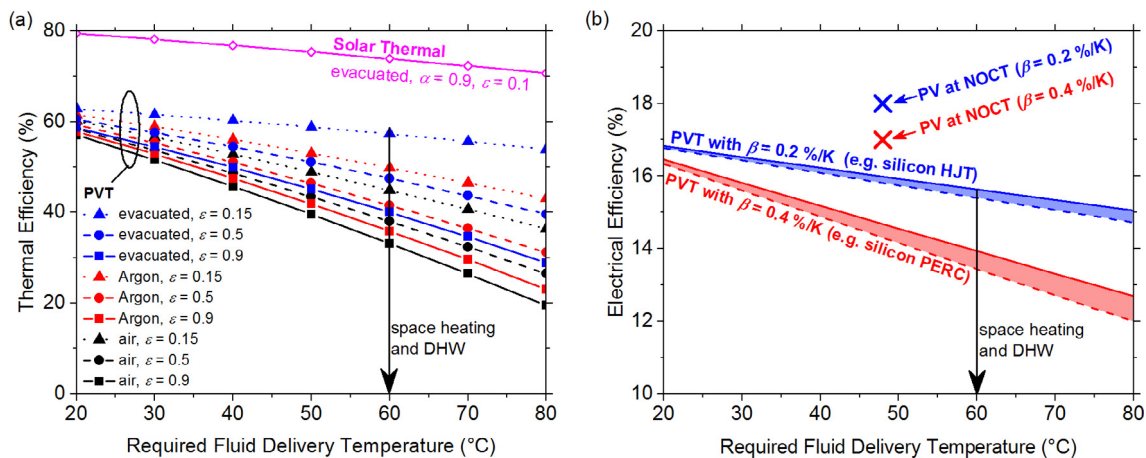 (a)
Thermal Efficiency (%)
80
60
40
20
0
Solar Thermal
evacuated, α = 0.9, ε = 0.1
PVT
evacuated, ε = 0.15
evacuated, ε = 0.5
evacuated, ε = 0.9
Argon, ε = 0.15
Argon, ε = 0.5
Argon, ε = 0.9
air, ε = 0.15
air, ε = 0.5
air, ε = 0.9
space heating
and DHW
20 30 40 50 60 70 80
Required Fluid Delivery Temperature (°C)
(b)
Electrical Efficiency (%)
20
18
16
14
12
10
PV at NOCT (β = 0.2 %/K)
PV at NOCT (β = 0.4 %/K)
PVT with β = 0.2 %/K (e.g. silicon HJT)
PVT with β = 0.4 %/K (e.g. silicon PERC)
space heating
and DHW
20 30 40 50 60 70 80
Required Fluid Delivery Temperature (°C)